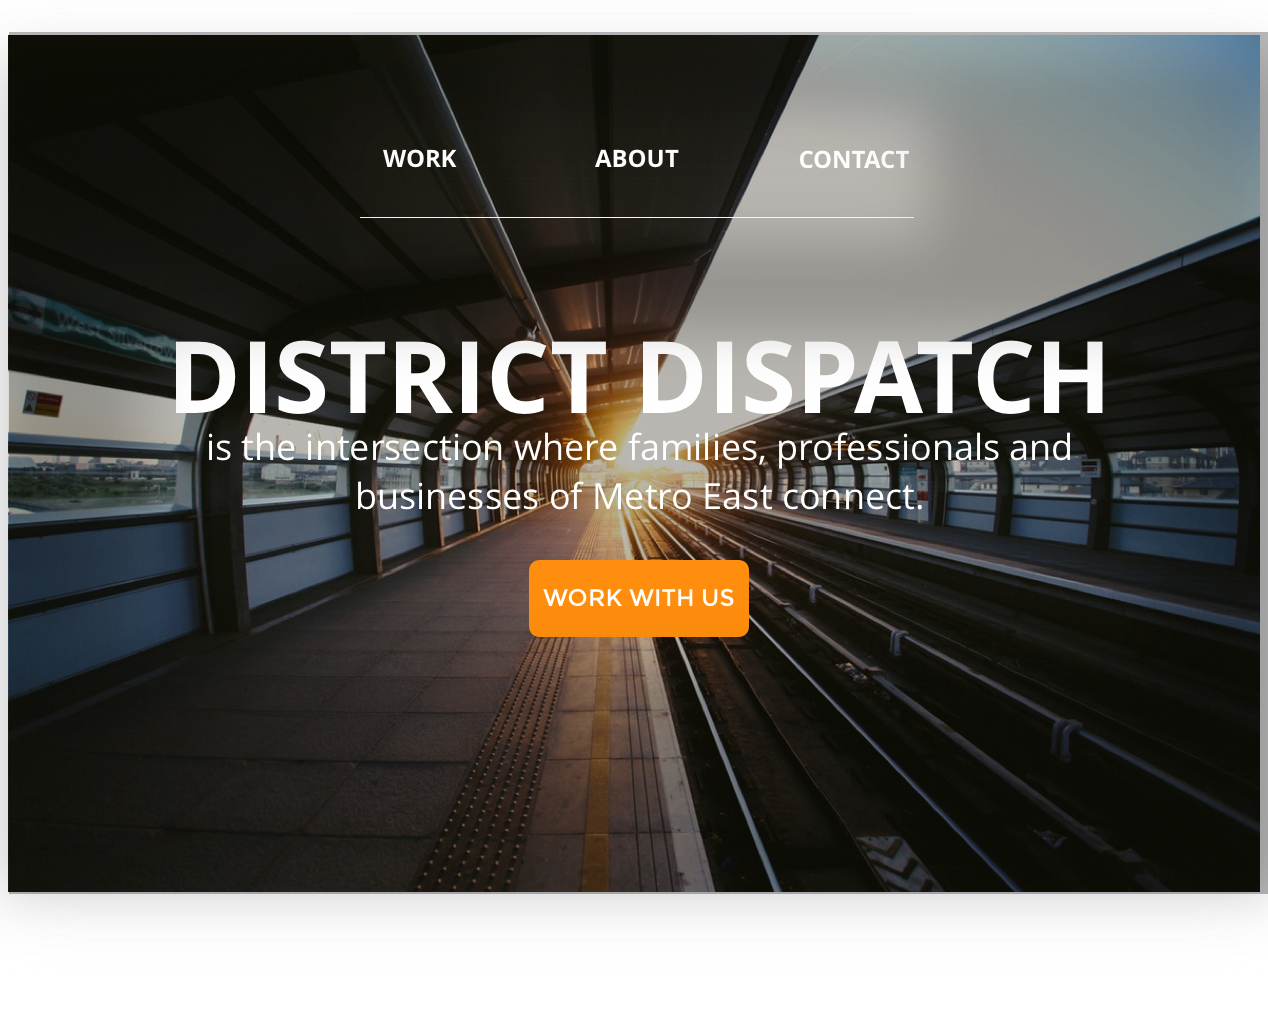 WORK ABOUT CONTACT
DISTRICT DISPATCH
is the intersection where families, professionals and
businesses of Metro East connect.
WORK WITH US